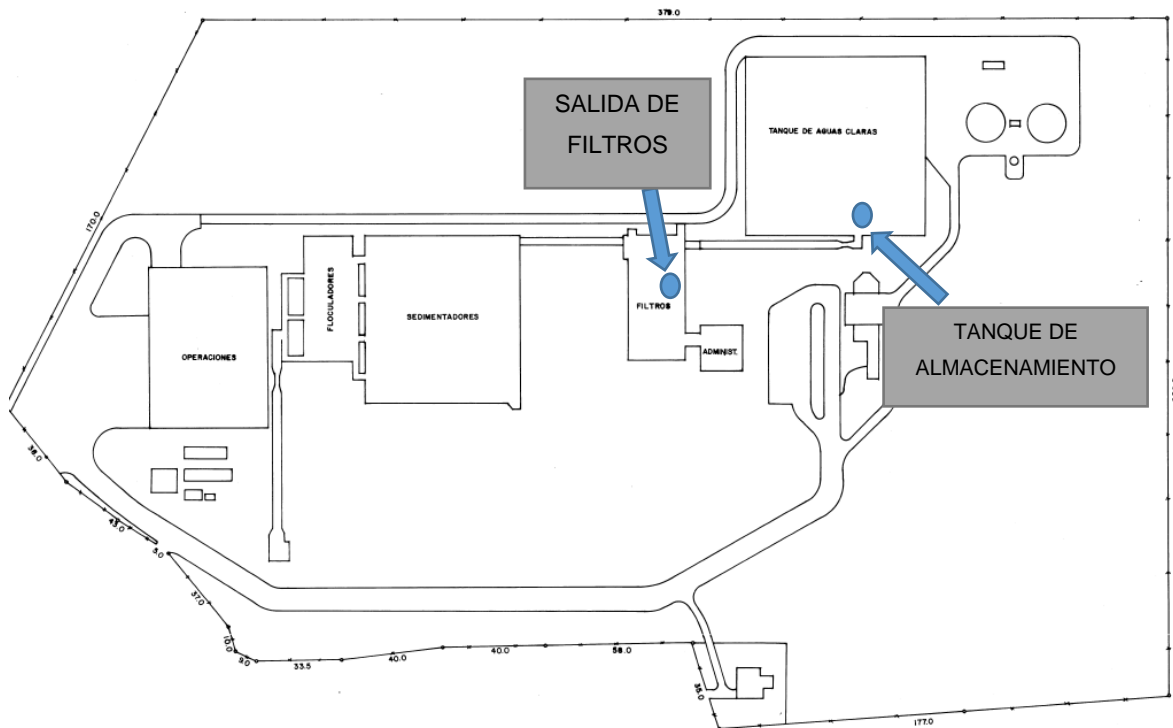 379.0
SALIDA DE
FILTROS
TANQUE DE AGUAS CLARAS
170.0
FLOCULADORES
SEDIMENTADORES
FILTROS
OPERACIONES
ADMINIST.
TANQUE DE
ALMACENAMIENTO
38.0
43.0
5.0
37.0
10.0
9.0
33.5
40.0
40.0
58.0
35.0
177.0